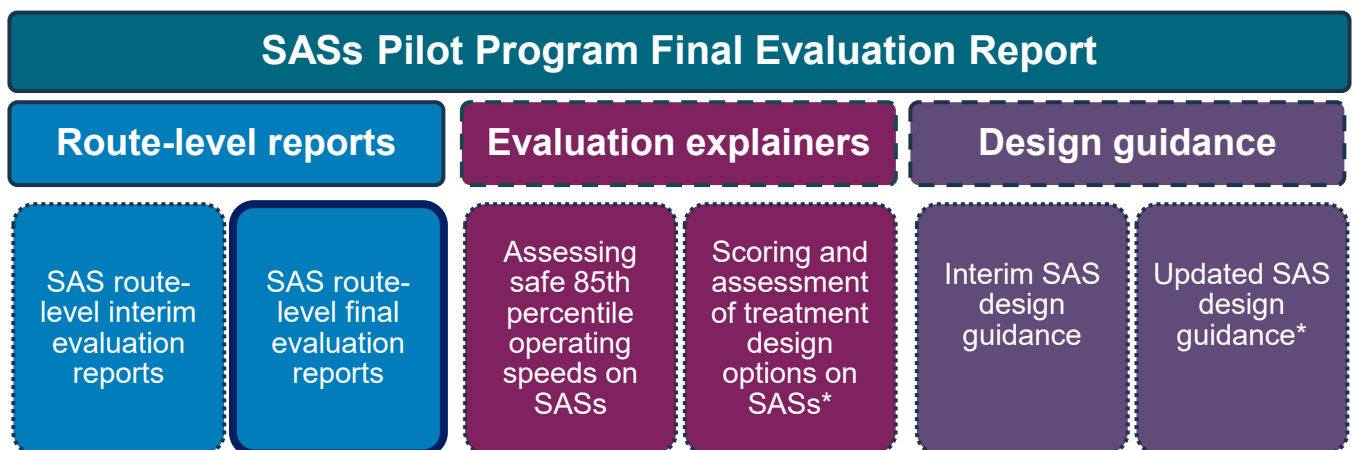 SASs Pilot Program Final Evaluation Report
Route-level reports
Evaluation explainers
Design guidance
SAS route-
level interim
evaluation
reports
SAS route-
level final
evaluation
reports
Assessing
safe 85th
percentile
operating
speeds on
SASs
Scoring and
assessment
of treatment
design
options on
SASs*
Interim SAS
design
guidance
Updated SAS
design
guidance*